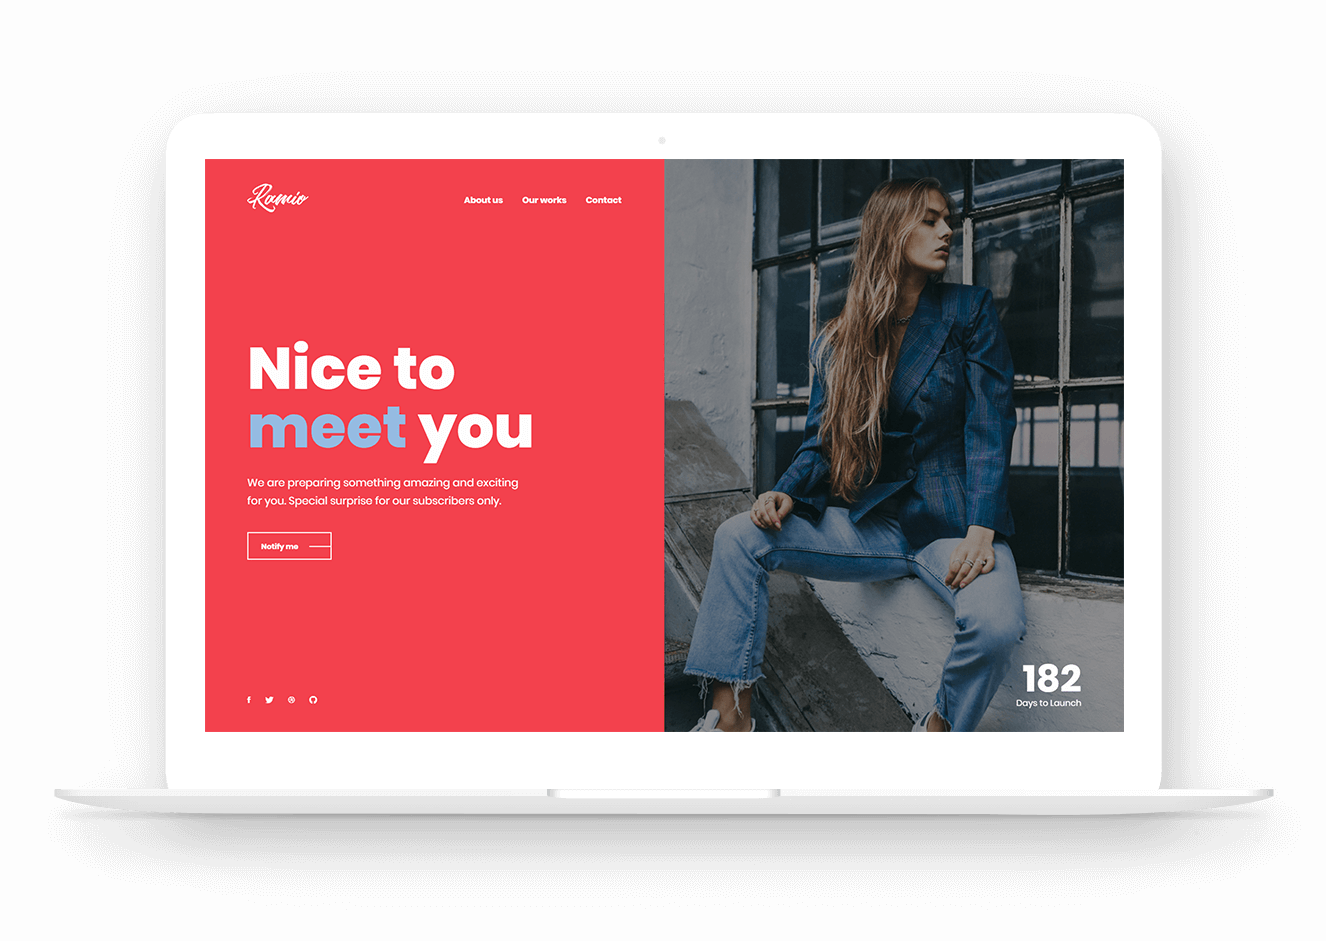 Ramio
About us Our works Contact
Nice to
meet you
We are preparing something amazing and exciting
for you. Special surprise for our subscribers only.
Notify me
182
Days to Launch